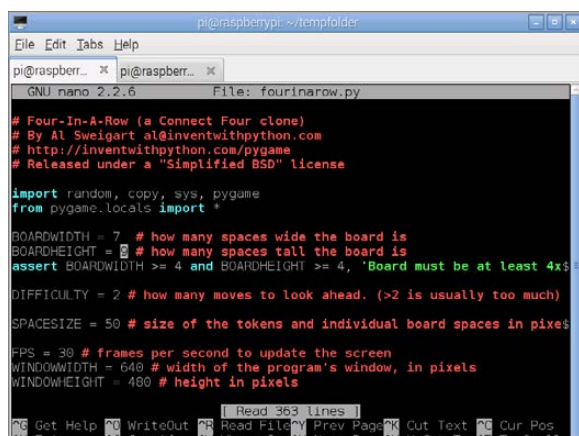 pi@raspberrypi: ~/tempfolder
File Edit Tabs Help
pi@raspberr... × pi@raspberr... ×
GNU nano 2.2.6 File: fourinarow.py
# Four-In-A-Row (a Connect Four clone)
# By Al Sweigart al@inventwithpython.com
# http://inventwithpython.com/pygame
# Released under a "Simplified BSD" license
import random, copy, sys, pygame
from pygame.locals import *
BOARDWIDTH = 7 # how many spaces wide the board is
BOARDHEIGHT = # how many spaces tall the board is
assert BOARDWIDTH >= 4 and BOARDHEIGHT >= 4, 'Board must be at least 4x$
DIFFICULTY = 2 # how many moves to look ahead. (>2 is usually too much)
SPACESIZE = 50 # size of the tokens and individual board spaces in pixe$
FPS = 30 # frames per second to update the screen
WINDOWWIDTH = 640 # width of the program's window, in pixels
WINDOWHEIGHT = 480 # height in pixels
[ Read 363 lines ]
^G Get Help ^O WriteOut ^R Read File ^Y Prev Page ^K Cut Text ^C Cur Pos